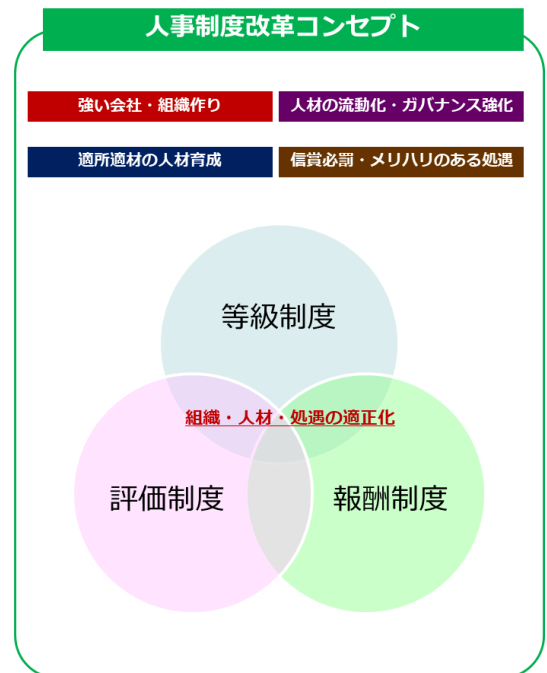 人事制度改革コンセプト
強い会社・組織作り
人材の流動化・ガバナンス強化
適所適材の人材育成
信賞必罰・メリハリのある処遇
等級制度
組織・人材・処遇の適正化
評価制度
報酬制度